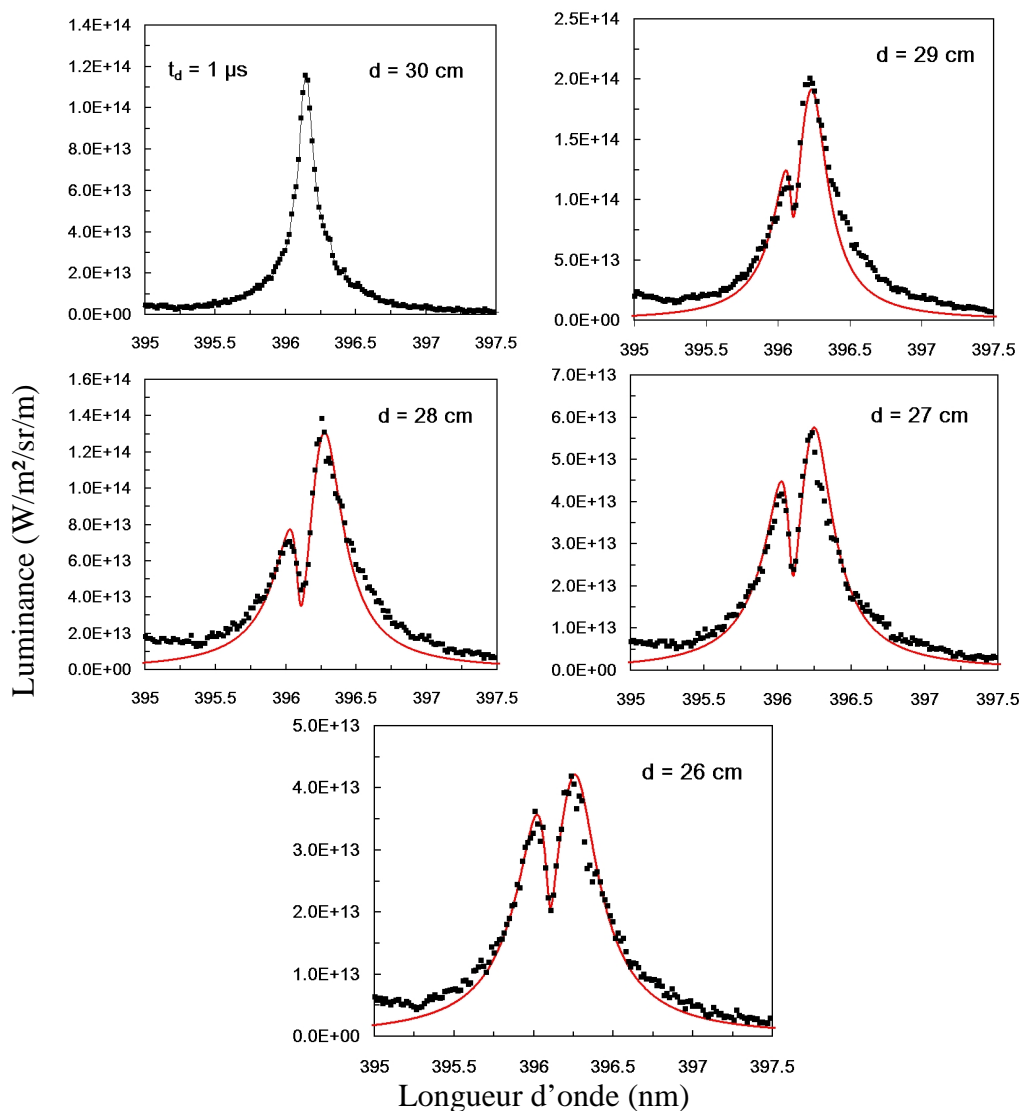 1.4E+14
1.2E+14
1.0E+14
8.0E+13
6.0E+13
4.0E+13
2.0E+13
0.0E+00
t_d = 1 µs
d = 30 cm
395 395.5 396 396.5 397 397.5
2.5E+14
2.0E+14
1.5E+14
1.0E+14
5.0E+13
0.0E+00
d = 29 cm
395 395.5 396 396.5 397 397.5
Luminance (W/m²/sr/m)
1.6E+14
1.4E+14
1.2E+14
1.0E+14
8.0E+13
6.0E+13
4.0E+13
2.0E+13
0.0E+00
d = 28 cm
395 395.5 396 396.5 397 397.5
7.0E+13
6.0E+13
5.0E+13
4.0E+13
3.0E+13
2.0E+13
1.0E+13
0.0E+00
d = 27 cm
395 395.5 396 396.5 397 397.5
5.0E+13
4.0E+13
3.0E+13
2.0E+13
1.0E+13
0.0E+00
d = 26 cm
395 395.5 396 396.5 397 397.5
Longueur d’onde (nm)